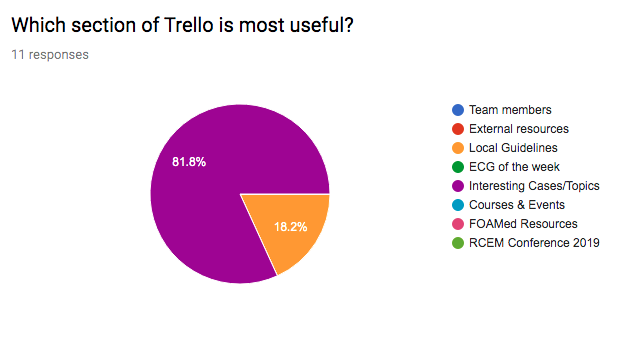 Which section of Trello is most useful?
11 responses
81.8%
18.2%
Team members
External resources
Local Guidelines
ECG of the week
Interesting Cases/Topics
Courses & Events
FOAMed Resources
RCEM Conference 2019